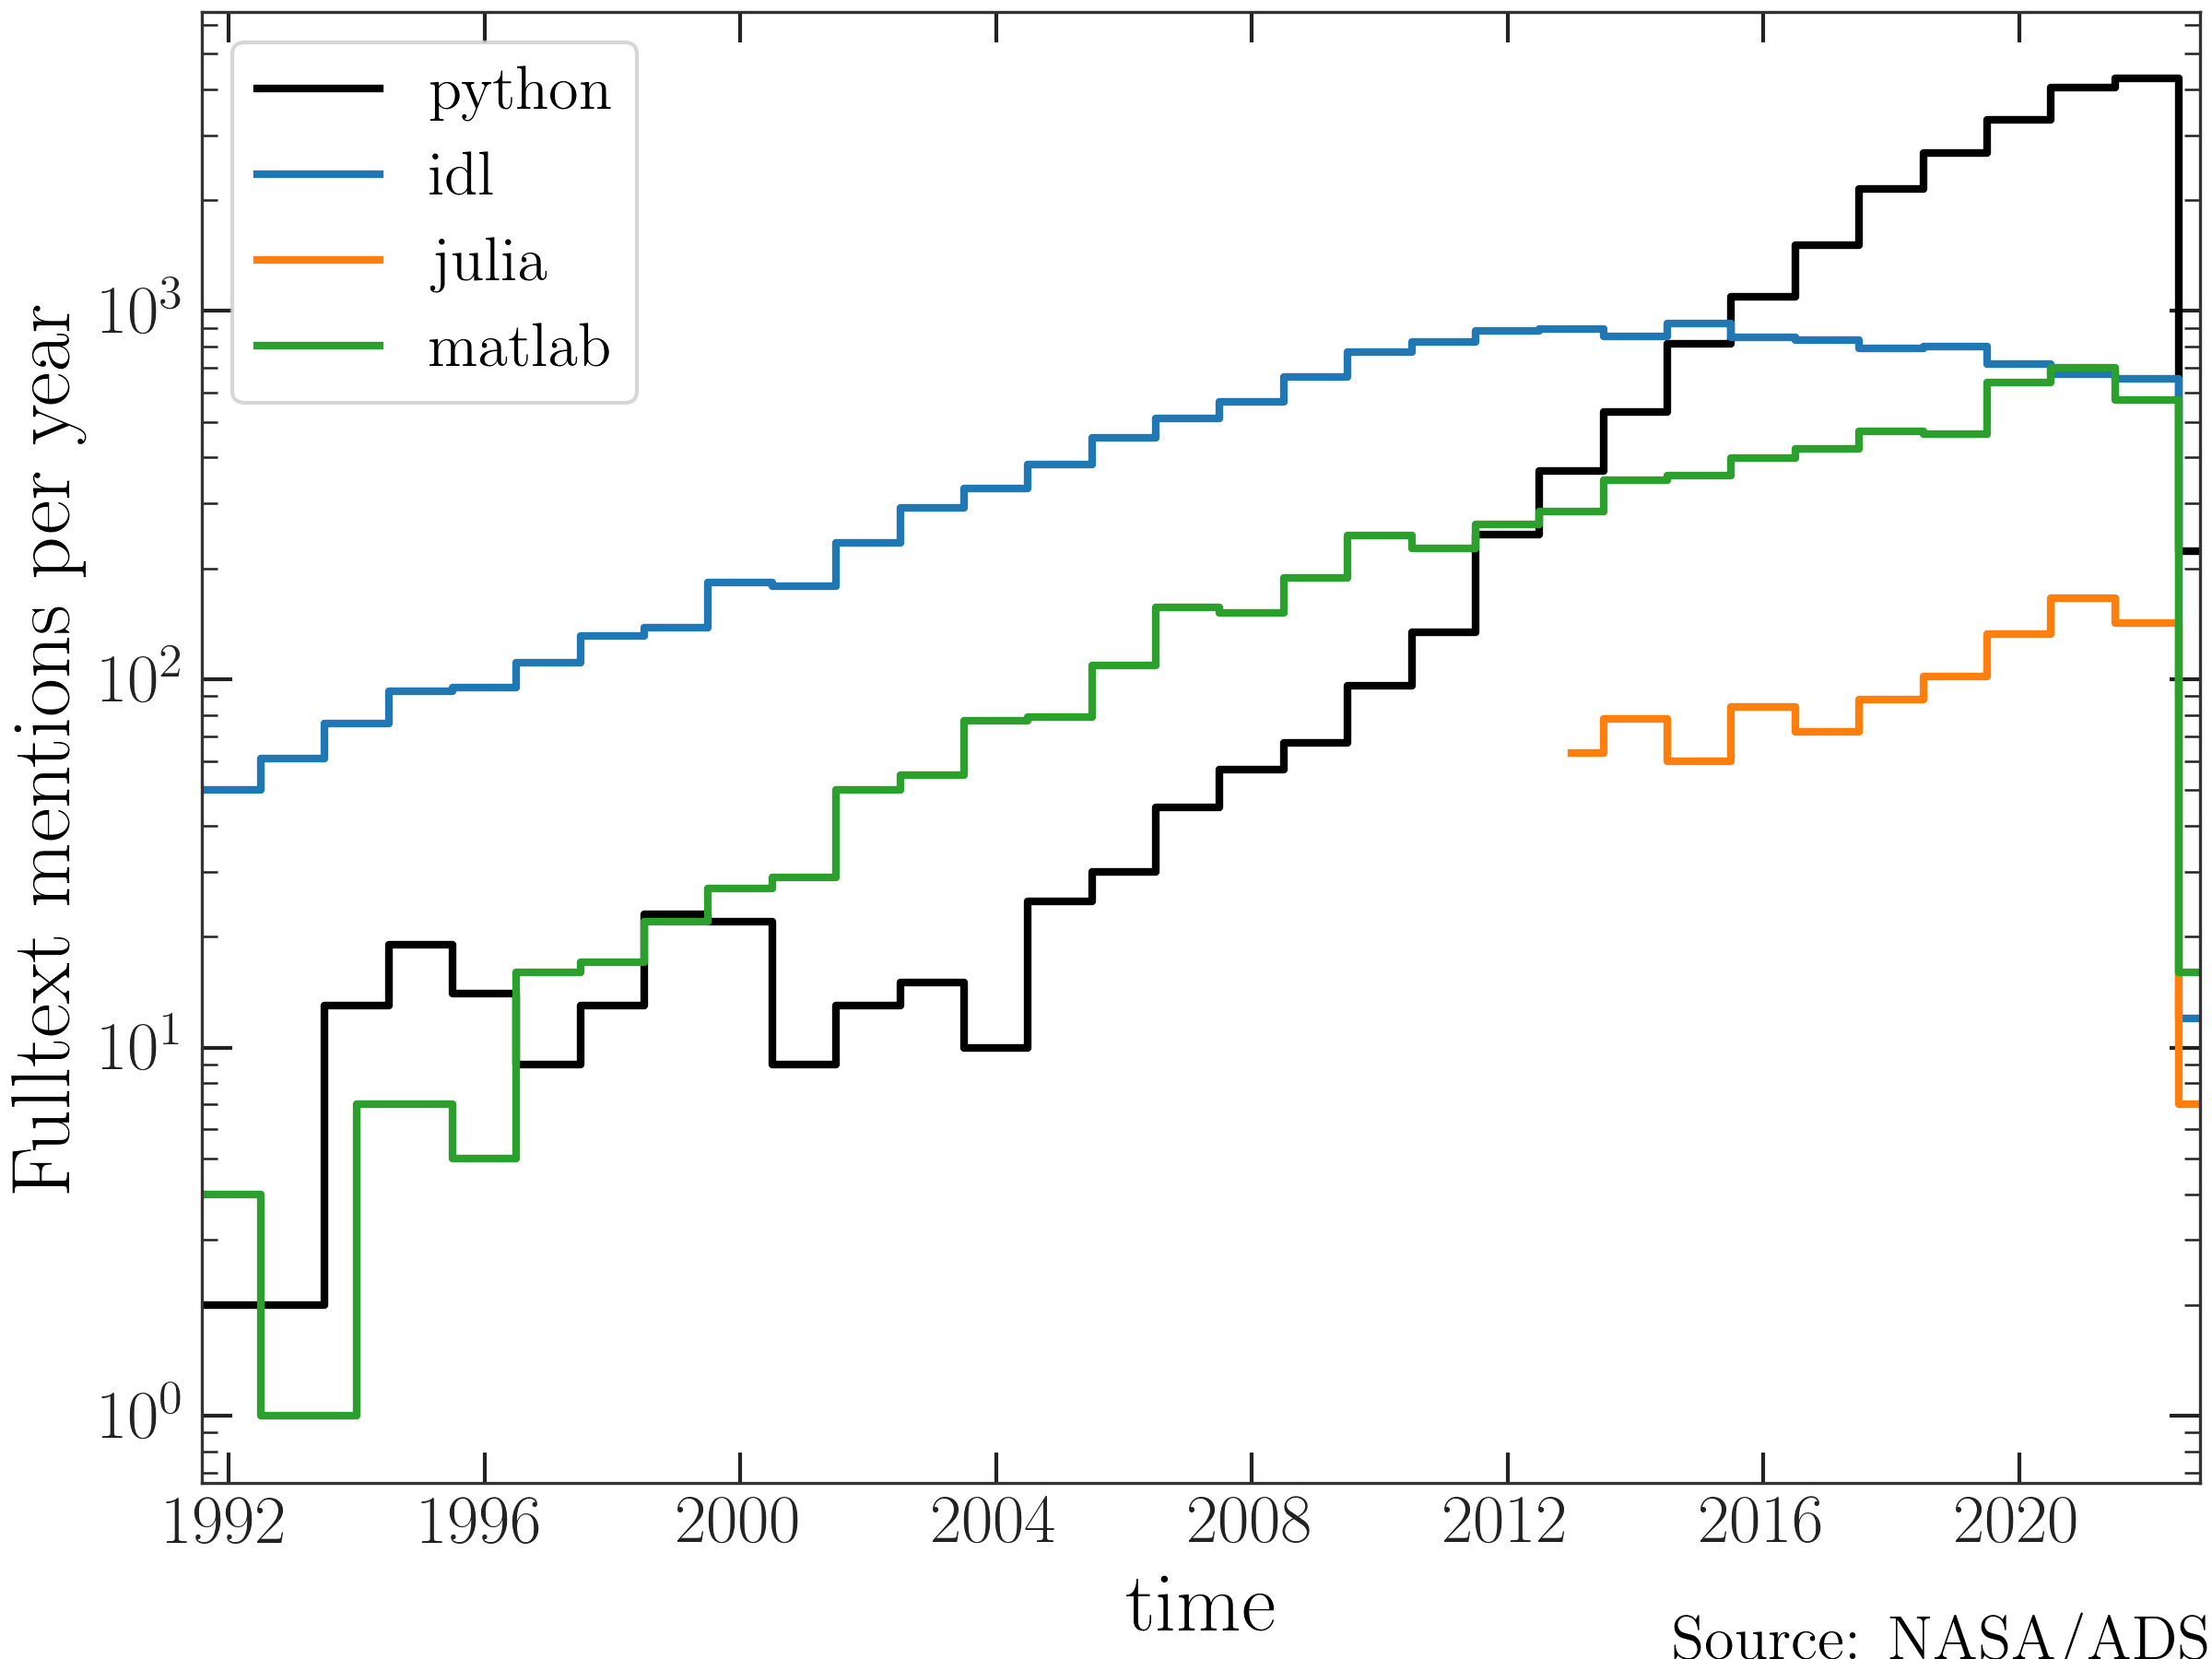 python
idl
julia
matlab
Fulltext mentions per year
10³
10²
10¹
10⁰
1992 1996 2000 2004 2008 2012 2016 2020
time
Source: NASA/ADS